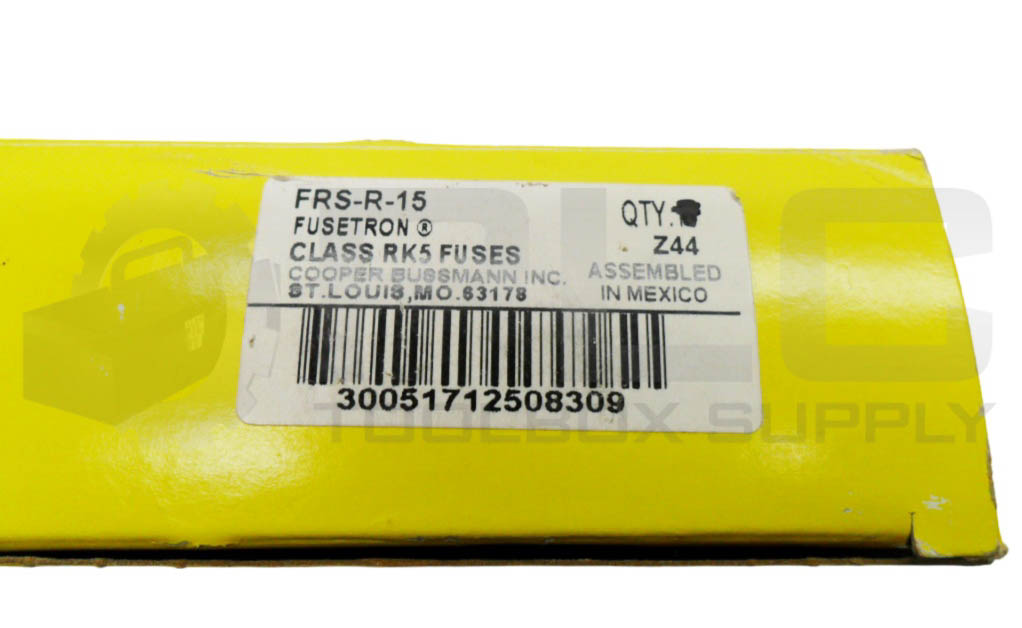 FRS-R-15
FUSETRON ®
CLASS RK5 FUSES
COOPER BUSSMANN INC.
ST.LOUIS,MO.63178
QTY.
Z44
ASSEMBLED
IN MEXICO
30051712508309
PLC
TOOLBOX SUPPLY